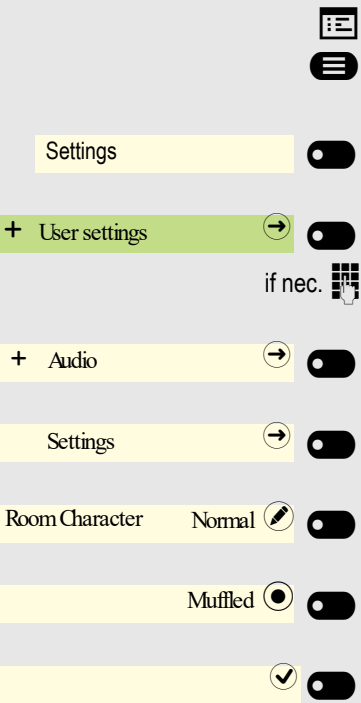 Settings
+ User settings
if nec.
+ Audio
Settings
Room Character Normal
Muffled